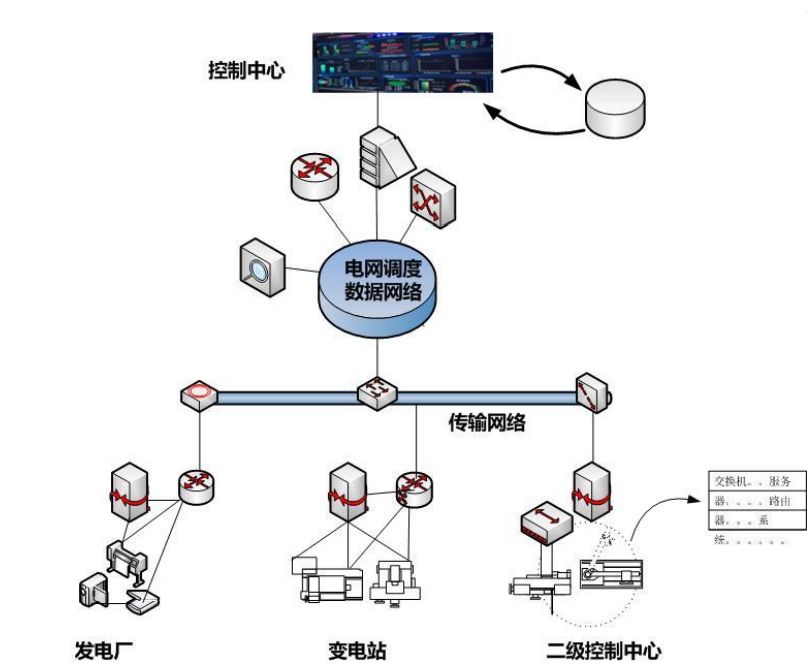 控制中心
电网调度
数据网络
传输网络
交换机。。服务
器。。。。路由
器。。。系
统。。。。。。
发电厂
变电站
二级控制中心